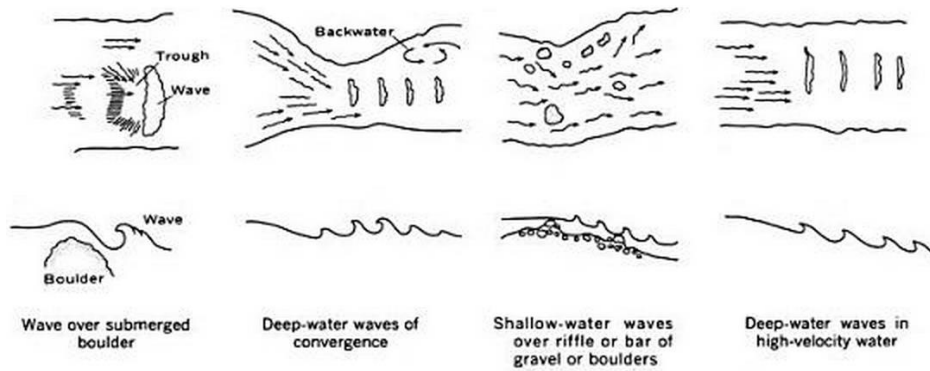 Backwater
Trough
Wave
Wave
Boulder
Wave over submerged
boulder
Deep-water waves of
convergence
Shallow-water waves
over riffle or bar of
gravel or boulders
Deep-water waves in
high-velocity water